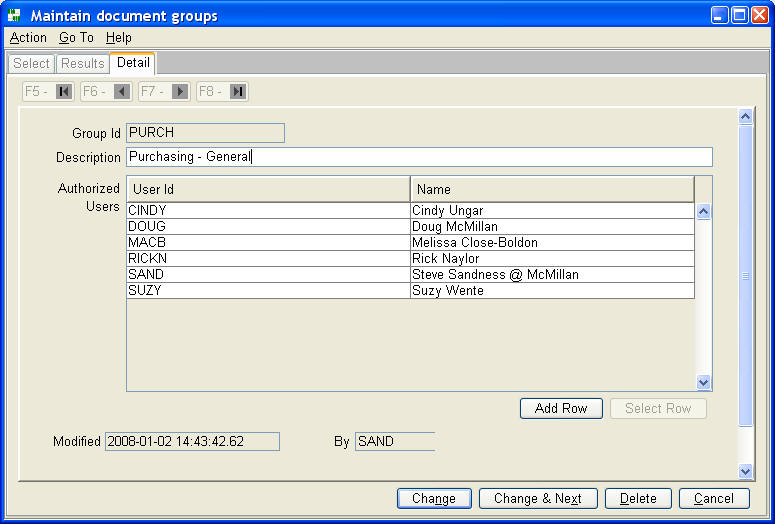 Maintain document groups
Action Go To Help
Select Results Detail
F5 - F6 - F7 - F8 -
Group Id PURCH
Description Purchasing - General
Authorized Users User Id Name
CINDY Cindy Ungar
DOUG Doug McMillan
MACB Melissa Close-Boldon
RICKN Rick Naylor
SAND Steve Sandness @ McMillan
SUZY Suzy Wente
Add Row Select Row
Modified 2008-01-02 14:43:42.62 By SAND
Change Change & Next Delete Cancel